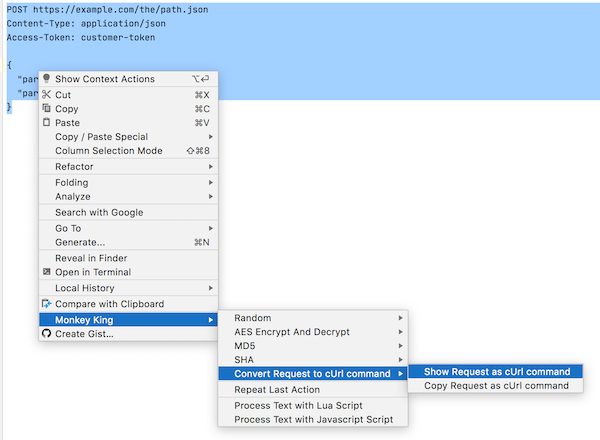 POST https://example.com/the/path.json
Content-Type: application/json
Access-Token: customer-token
{
"par
"par
}
Show Context Actions ⌥⏎
Cut ⌘X
Copy ⌘C
Paste ⌘V
Copy / Paste Special
Column Selection Mode ⇧⌘8
Refactor
Folding
Analyze
Search with Google
Go To
Generate... ⌘N
Reveal in Finder
Open in Terminal
Local History
Compare with Clipboard
Monkey King
Create Gist...
Random
AES Encrypt And Decrypt
MD5
SHA
Convert Request to cUrl command
Repeat Last Action
Process Text with Lua Script
Process Text with Javascript Script
Show Request as cUrl command
Copy Request as cUrl command